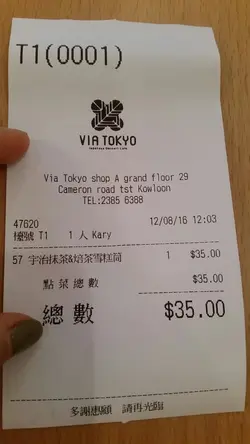 T1(0001)
VIA TOKYO
Via Tokyo shop A grand floor 29
Cameron road tst Kowloon
TEL:2385 6388
47620 12/08/16 12:03
檯號 T1 1 人 Kary
57 宇治抹茶&焙茶雪糕筒 1 $35.00
點菜總數 $35.00
總數 $35.00
多謝惠顧 請再光臨